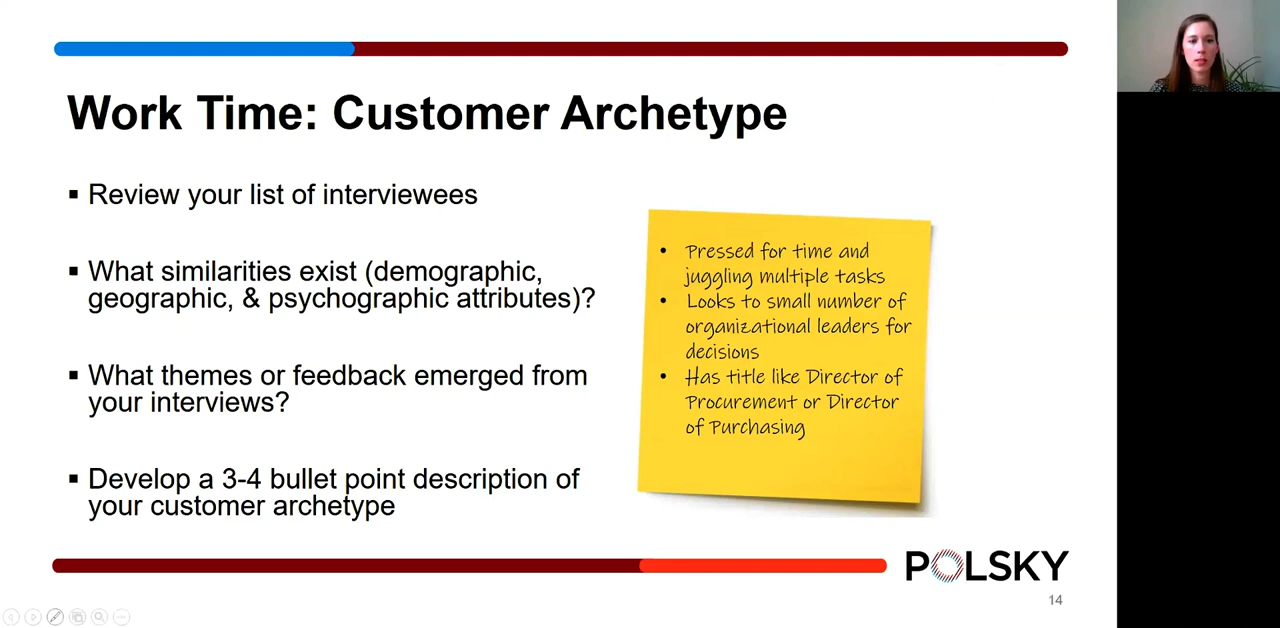 Work Time: Customer Archetype
▪ Review your list of interviewees
▪ What similarities exist (demographic,
geographic, & psychographic attributes)?
▪ What themes or feedback emerged from
your interviews?
▪ Develop a 3-4 bullet point description of
your customer archetype
• Pressed for time and
juggling multiple tasks
• Looks to small number of
organizational leaders for
decisions
• Has title like Director of
Procurement or Director
of Purchasing
POLSKY
14